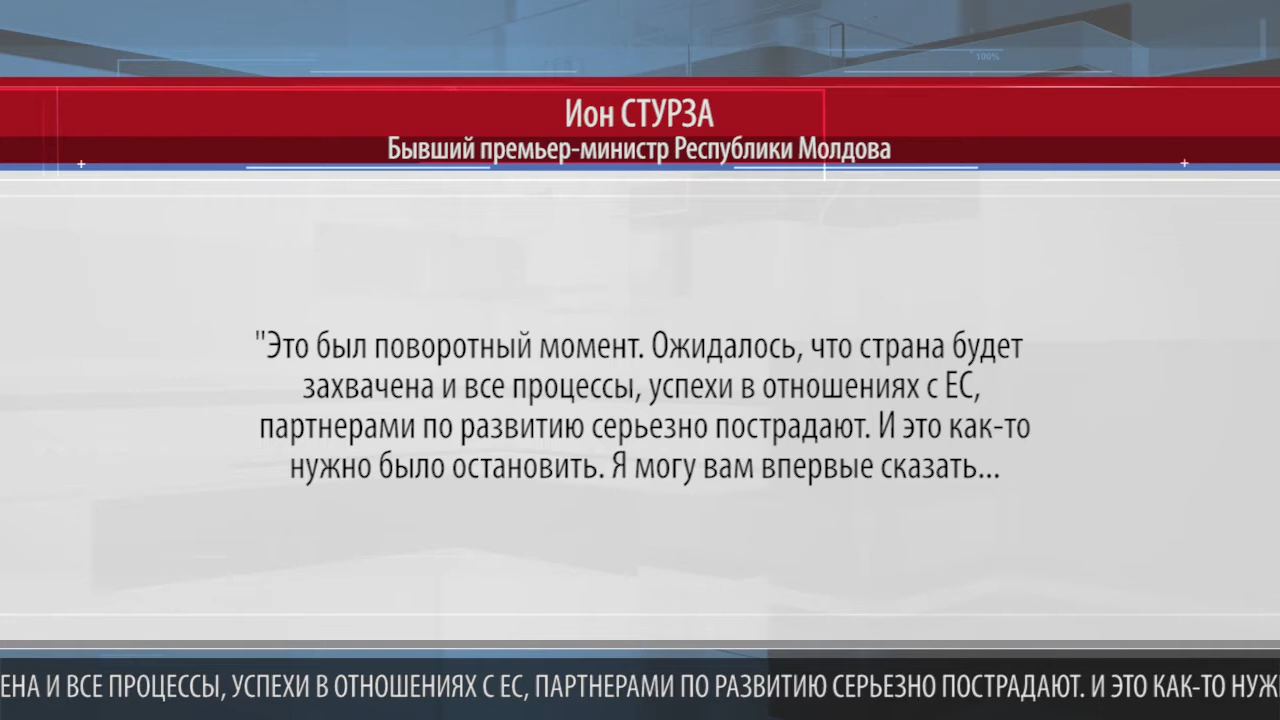 100%
Ион СТУРЗА
Бывший премьер-министр Республики Молдова
"Это был поворотный момент. Ожидалось, что страна будет
захвачена и все процессы, успехи в отношениях с ЕС,
партнерами по развитию серьезно пострадают. И это как-то
нужно было остановить. Я могу вам впервые сказать...
ЕНА И ВСЕ ПРОЦЕССЫ, УСПЕХИ В ОТНОШЕНИЯХ С ЕС, ПАРТНЕРАМИ ПО РАЗВИТИЮ СЕРЬЕЗНО ПОСТРАДАЮТ. И ЭТО КАК-ТО НУЖ